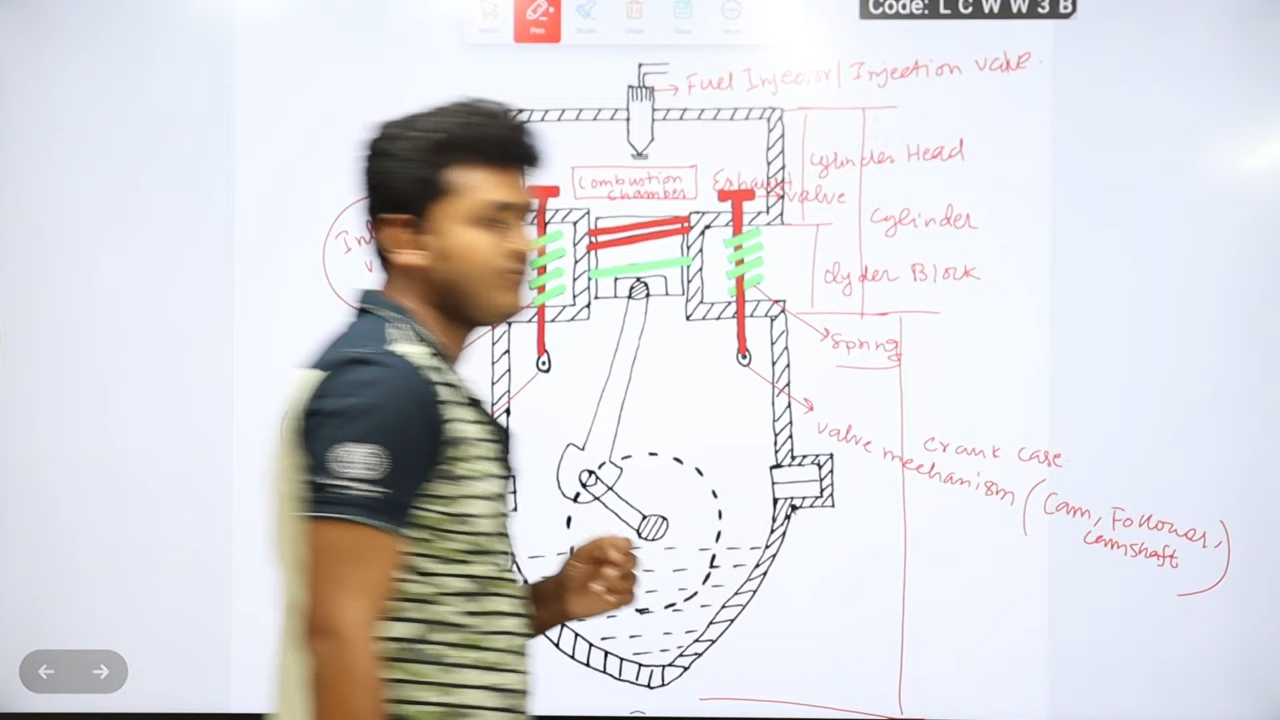 Code: L C W W 3 B
Pen
Fuel Injector/Injection valve
Cylinder Head
Combustion
chamber
Exhaust
valve
Cylinder
Block
Spring
valve mechanism (Cam, Follower,
camshaft
crank case